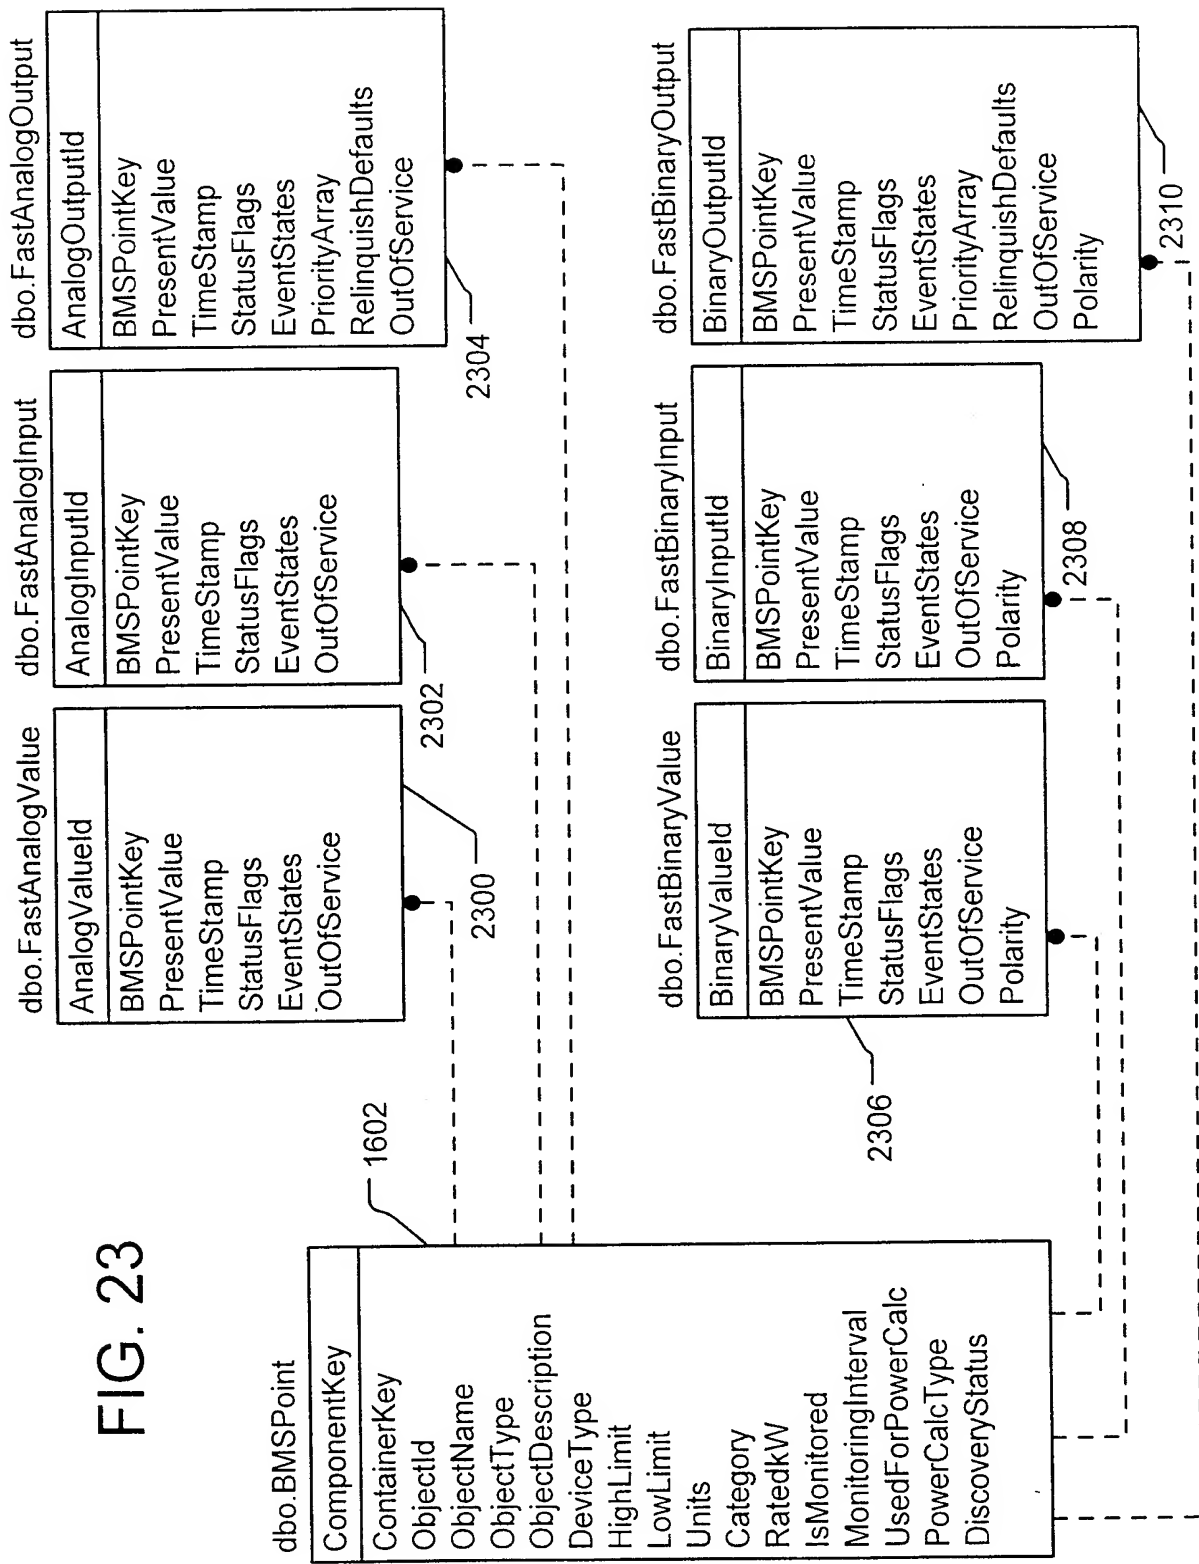 FIG. 23
dbo.BMSPoint
ComponentKey
ContainerKey
ObjectId
ObjectName
ObjectType
ObjectDescription
DeviceType
HighLimit
LowLimit
Units
Category
RatedkW
IsMonitored
MonitoringInterval
UsedForPowerCalc
PowerCalcType
DiscoveryStatus
1602
dbo.FastAnalogValue
AnalogValueId
BMSPointKey
PresentValue
TimeStamp
StatusFlags
EventStates
OutOfService
2300
dbo.FastAnalogInput
AnalogInputId
BMSPointKey
PresentValue
TimeStamp
StatusFlags
EventStates
OutOfService
2302
dbo.FastAnalogOutput
AnalogOutputId
BMSPointKey
PresentValue
TimeStamp
StatusFlags
EventStates
PriorityArray
RelinquishDefaults
OutOfService
2304
dbo.FastBinaryValue
BinaryValueId
BMSPointKey
PresentValue
TimeStamp
StatusFlags
EventStates
OutOfService
Polarity
2306
dbo.FastBinaryInput
BinaryInputId
BMSPointKey
PresentValue
TimeStamp
StatusFlags
EventStates
OutOfService
Polarity
2308
dbo.FastBinaryOutput
BinaryOutputId
BMSPointKey
PresentValue
TimeStamp
StatusFlags
EventStates
PriorityArray
RelinquishDefaults
OutOfService
Polarity
2310